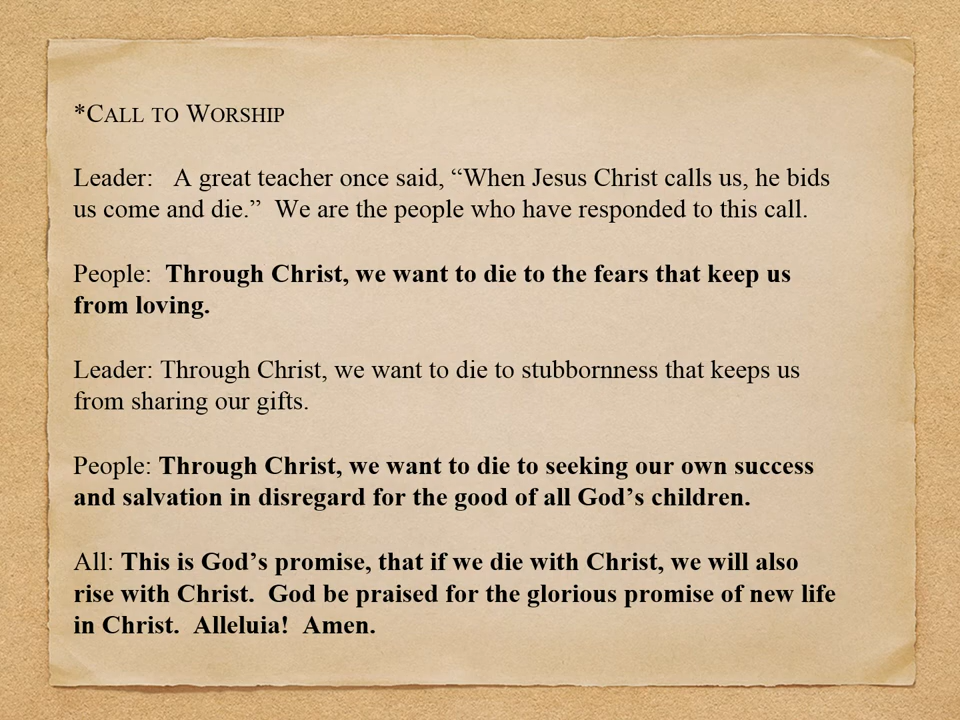 *CALL TO WORSHIP
Leader:   A great teacher once said, “When Jesus Christ calls us, he bids
us come and die.”  We are the people who have responded to this call.
People:  Through Christ, we want to die to the fears that keep us
from loving.
Leader: Through Christ, we want to die to stubbornness that keeps us
from sharing our gifts.
People: Through Christ, we want to die to seeking our own success
and salvation in disregard for the good of all God’s children.
All: This is God’s promise, that if we die with Christ, we will also
rise with Christ.  God be praised for the glorious promise of new life
in Christ.  Alleluia!  Amen.